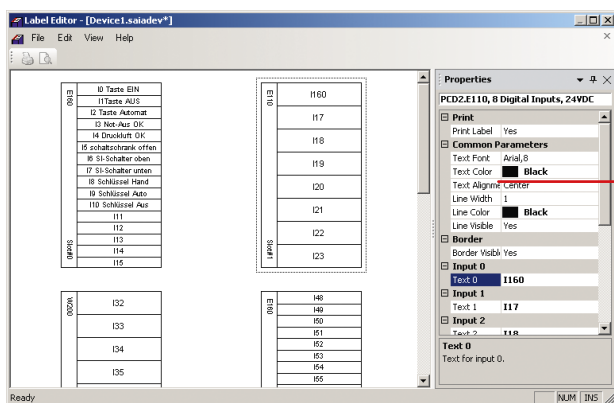 Label Editor - [Device1.saiadev*]
File Edit View Help
E160
I0 Taste EIN
I1Taste AUS
I2 Taste Automat
I3 Not-Aus OK
I4 Druckluft OK
I5 schaltschrank offen
I6 SI-Schalter oben
I7 SI-Schalter unten
I8 Schlüssel Hand
I9 Schlüssel Auto
I10 Schlüssel Aus
I11
I12
I13
I14
I15
Slot#0
E110
I160
I17
I18
I19
I20
I21
I22
I23
Slot#1
W200
I32
I33
I34
I35
E160
I48
I49
I50
I51
I52
I53
I54
I55
Properties
PCD2.E110, 8 Digital Inputs, 24VDC
Print
Print Label Yes
Common Parameters
Text Font Arial,8
Text Color Black
Text Alignme Center
Line Width 1
Line Color Black
Line Visible Yes
Border
Border Visibl Yes
Input 0
Text 0 I160
Input 1
Text 1 I17
Input 2
Text 2 I18
Text 0
Text for input 0.
Ready
NUM INS